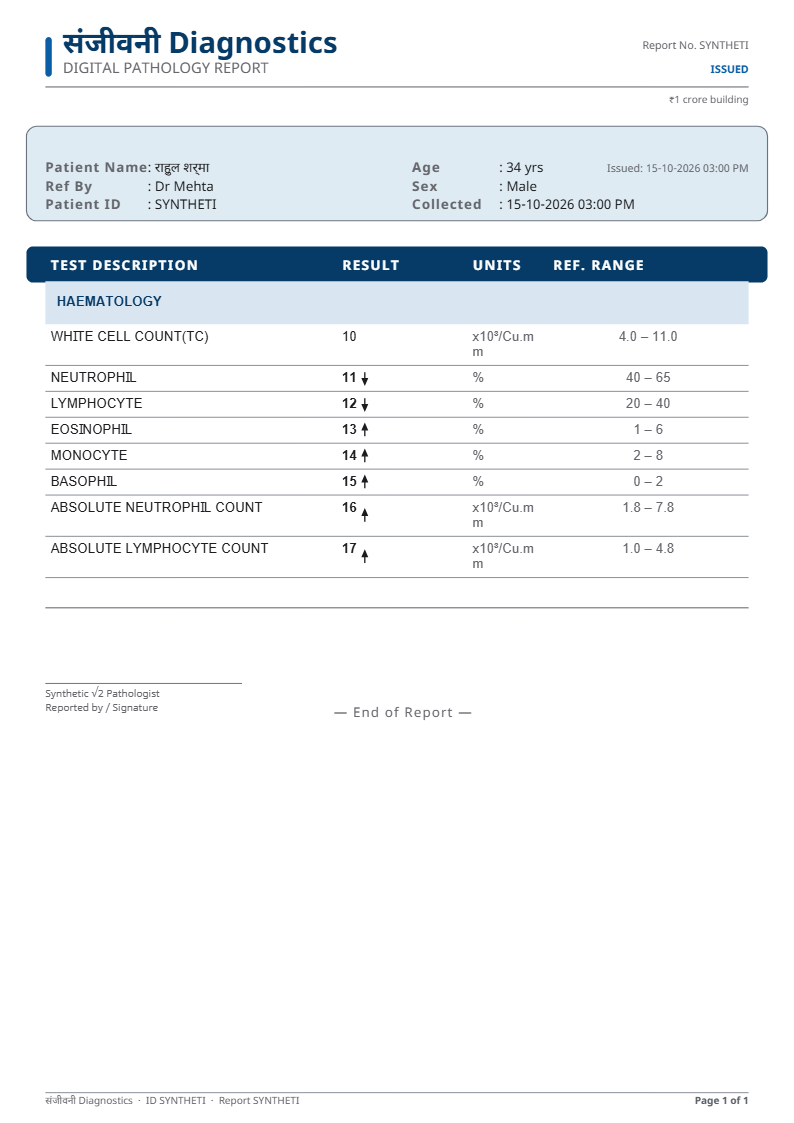 संजीवनी Diagnostics
DIGITAL PATHOLOGY REPORT
Report No. SYNTHETI
ISSUED
₹1 crore building
Patient Name: राहुल शर्मा Age : 34 yrs Issued: 15-10-2026 03:00 PM
Ref By : Dr Mehta Sex : Male
Patient ID : SYNTHETI Collected : 15-10-2026 03:00 PM
TEST DESCRIPTION RESULT UNITS REF. RANGE
HAEMATOLOGY
WHITE CELL COUNT(TC) 10 x10³/Cu.m 4.0 – 11.0
m
NEUTROPHIL 11 ↓ % 40 – 65
LYMPHOCYTE 12 ↓ % 20 – 40
EOSINOPHIL 13 ↑ % 1 – 6
MONOCYTE 14 ↑ % 2 – 8
BASOPHIL 15 ↑ % 0 – 2
ABSOLUTE NEUTROPHIL COUNT 16 ↑ x10³/Cu.m 1.8 – 7.8
m
ABSOLUTE LYMPHOCYTE COUNT 17 ↑ x10³/Cu.m 1.0 – 4.8
m
Synthetic √2 Pathologist
Reported by / Signature
— End of Report —
संजीवनी Diagnostics · ID SYNTHETI · Report SYNTHETI Page 1 of 1